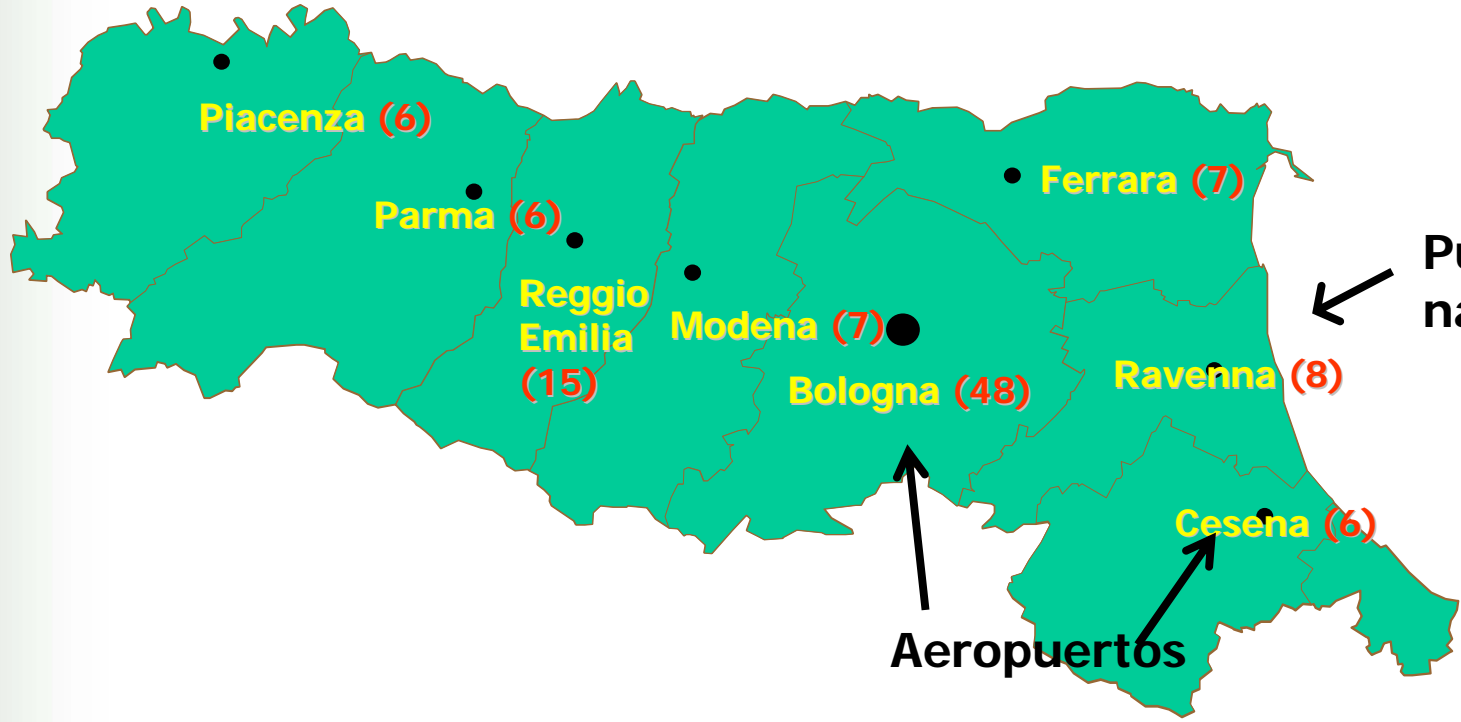 Piacenza (6)
Parma (6)
Reggio
Emilia
(15)
Modena (7)
Bologna (48)
Ferrara (7)
Ravenna (8)
Cesena (6)
Aeropuertos